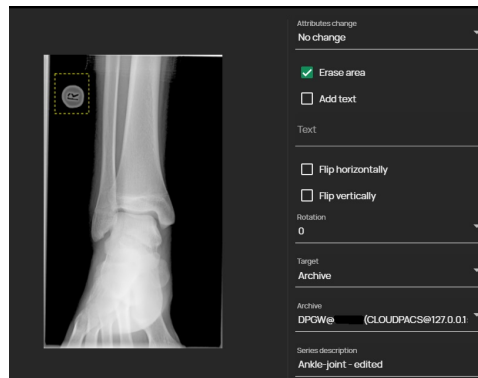 R
Attributes change
No change
Erase area
Add text
Text
Flip horizontally
Flip vertically
Rotation
0
Target
Archive
Archive
DPGW@ (CLOUDPACS@127.0.0.1:
Series description
Ankle-joint - edited